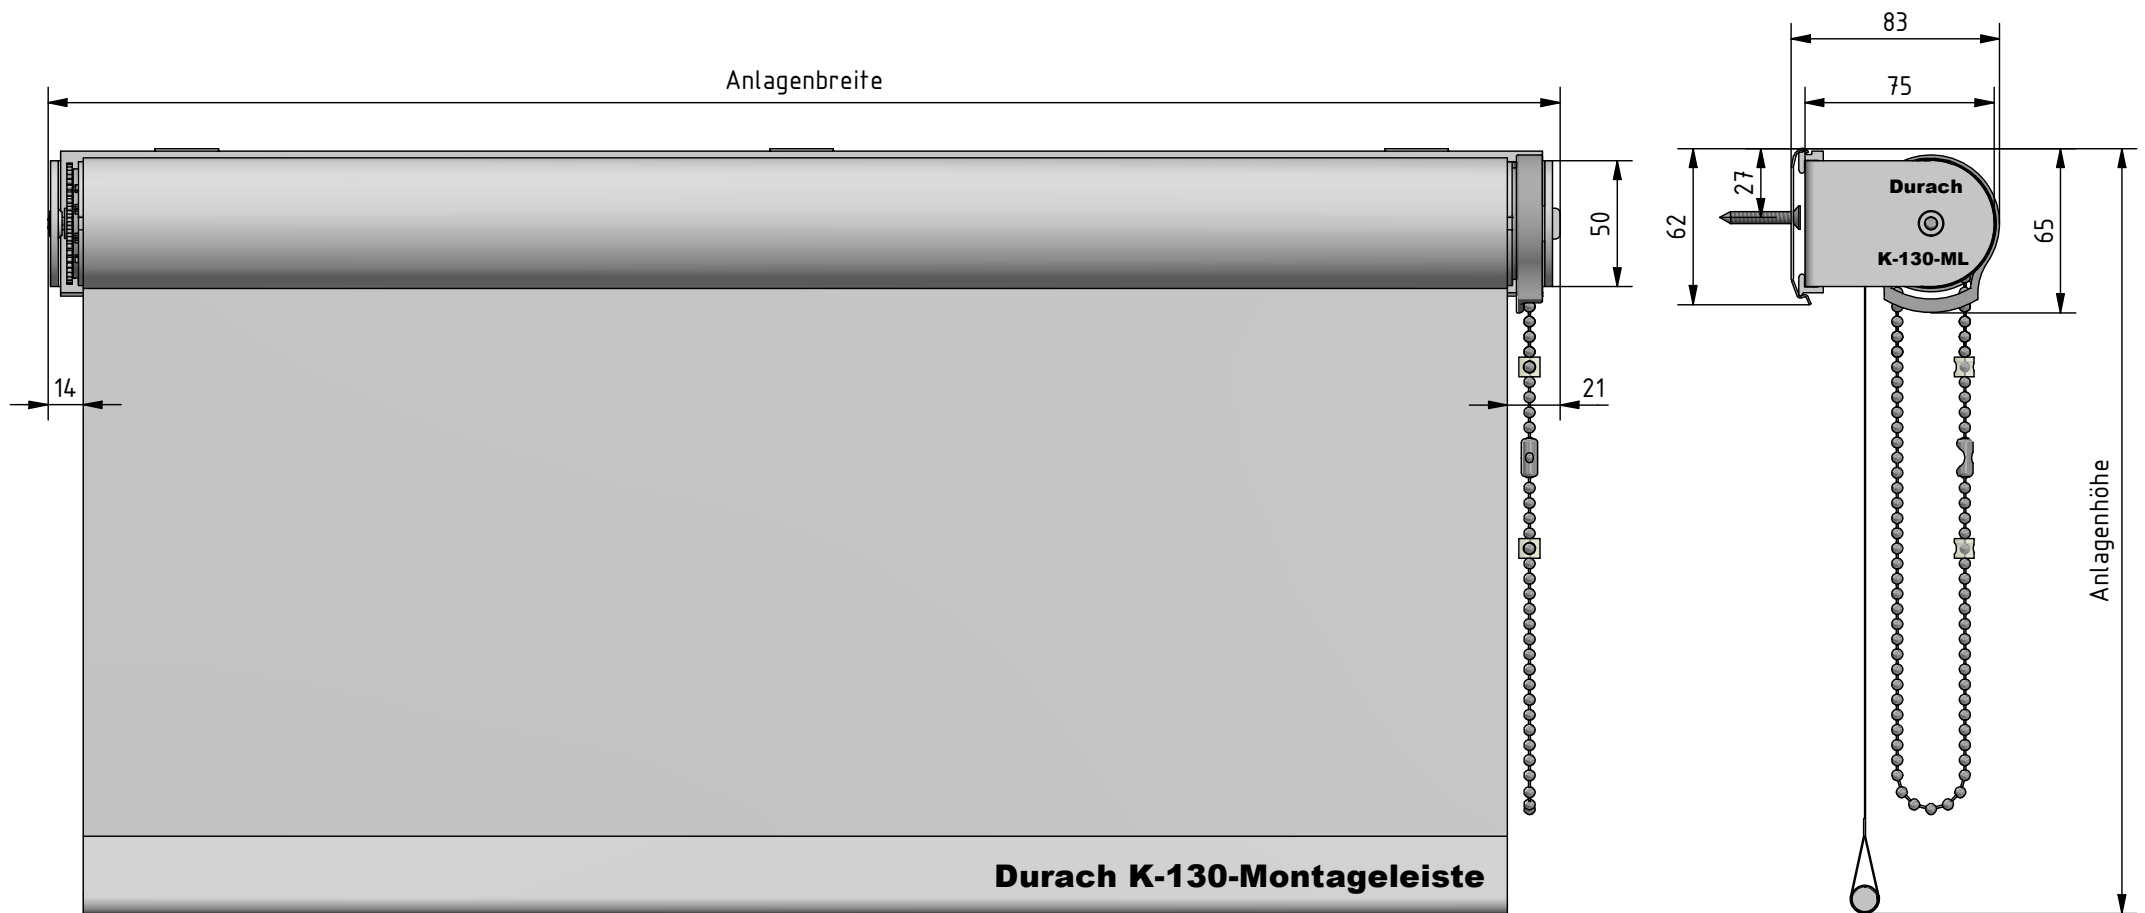 83
Anlagenbreite
75
27
62
50
Durach
K-130-ML
65
14
21
Anlagenhöhe
Durach K-130-Montageleiste